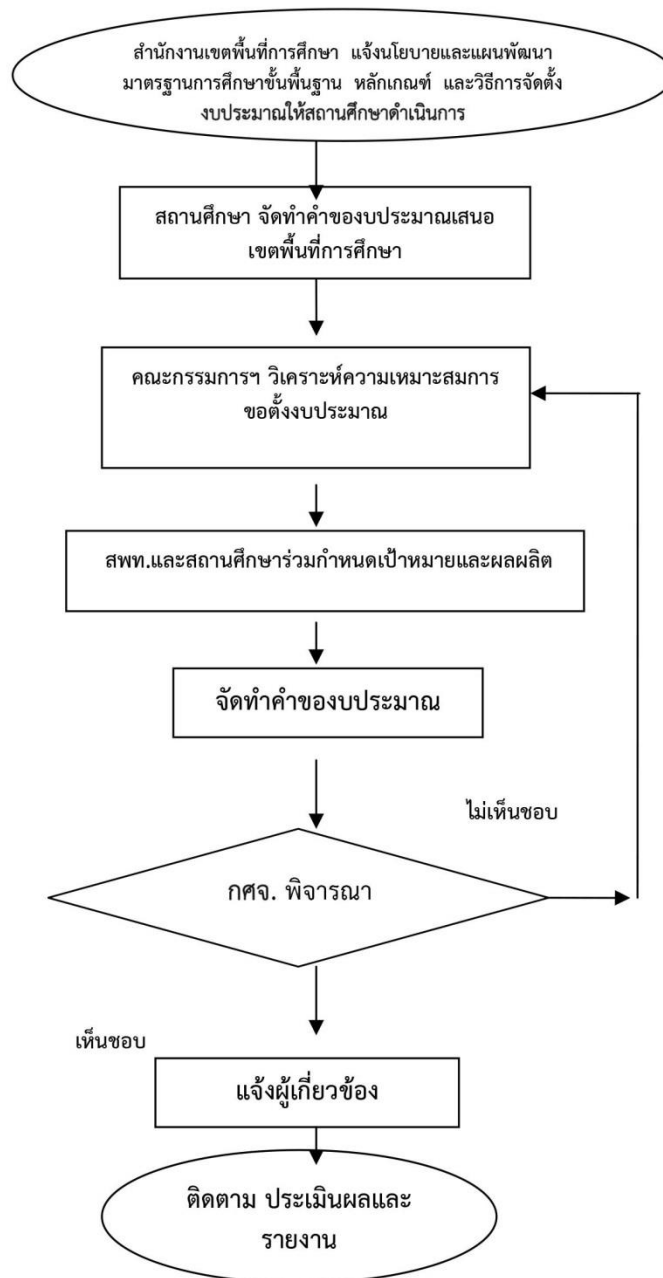 สำนักงานเขตพื้นที่การศึกษา แจ้งนโยบายและแผนพัฒนา
มาตรฐานการศึกษาขั้นพื้นฐาน หลักเกณฑ์ และวิธีการจัดตั้ง
งบประมาณให้สถานศึกษาดำเนินการ
สถานศึกษา จัดทำคำของบประมาณเสนอ
เขตพื้นที่การศึกษา
คณะกรรมการฯ วิเคราะห์ความเหมาะสมการ
ขอตั้งงบประมาณ
สพท.และสถานศึกษาร่วมกำหนดเป้าหมายและผลผลิต
จัดทำคำของบประมาณ
ไม่เห็นชอบ
กศจ. พิจารณา
เห็นชอบ
แจ้งผู้เกี่ยวข้อง
ติดตาม ประเมินผลและ
รายงาน